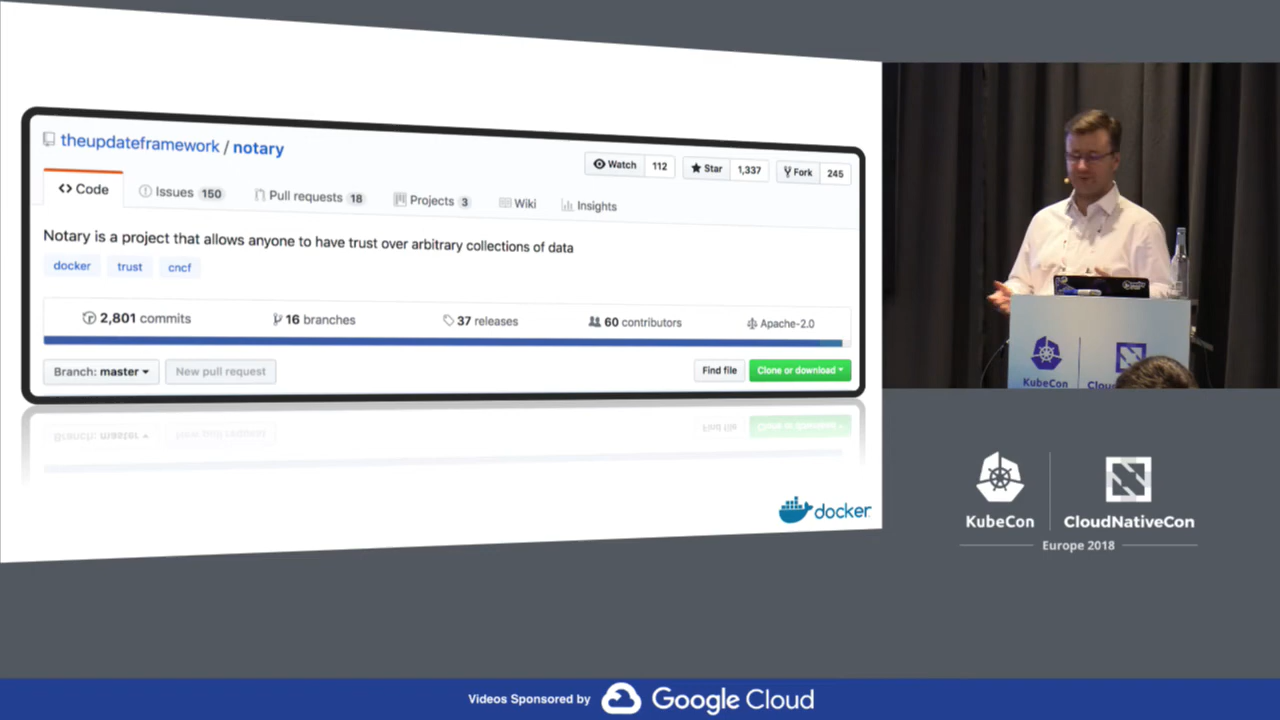 theupdateframework / notary
Watch 112 Star 1,337 Fork 245
Code Issues 150 Pull requests 18 Projects 3 Wiki Insights
Notary is a project that allows anyone to have trust over arbitrary collections of data
docker trust cncf
2,801 commits 16 branches 37 releases 60 contributors Apache-2.0
Branch: master New pull request Find file Clone or download
docker
KubeCon
KubeCon CloudNativeCon
Europe 2018
Videos Sponsored by Google Cloud